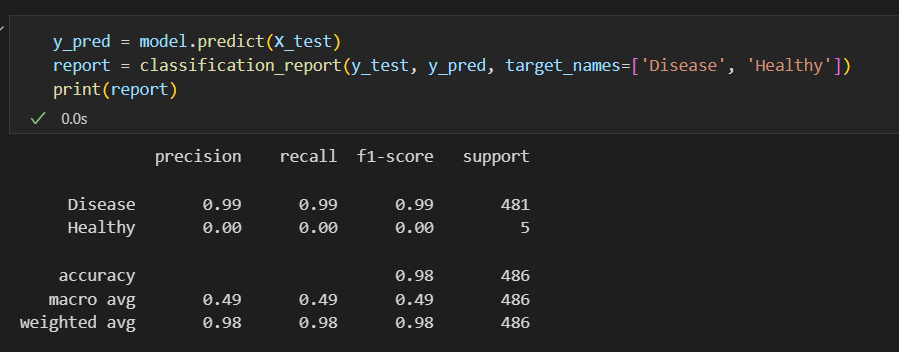 y_pred = model.predict(X_test)
report = classification_report(y_test, y_pred, target_names=['Disease', 'Healthy'])
print(report)
0.0s
precision recall f1-score support
Disease 0.99 0.99 0.99 481
Healthy 0.00 0.00 0.00 5
accuracy 0.98 486
macro avg 0.49 0.49 0.49 486
weighted avg 0.98 0.98 0.98 486